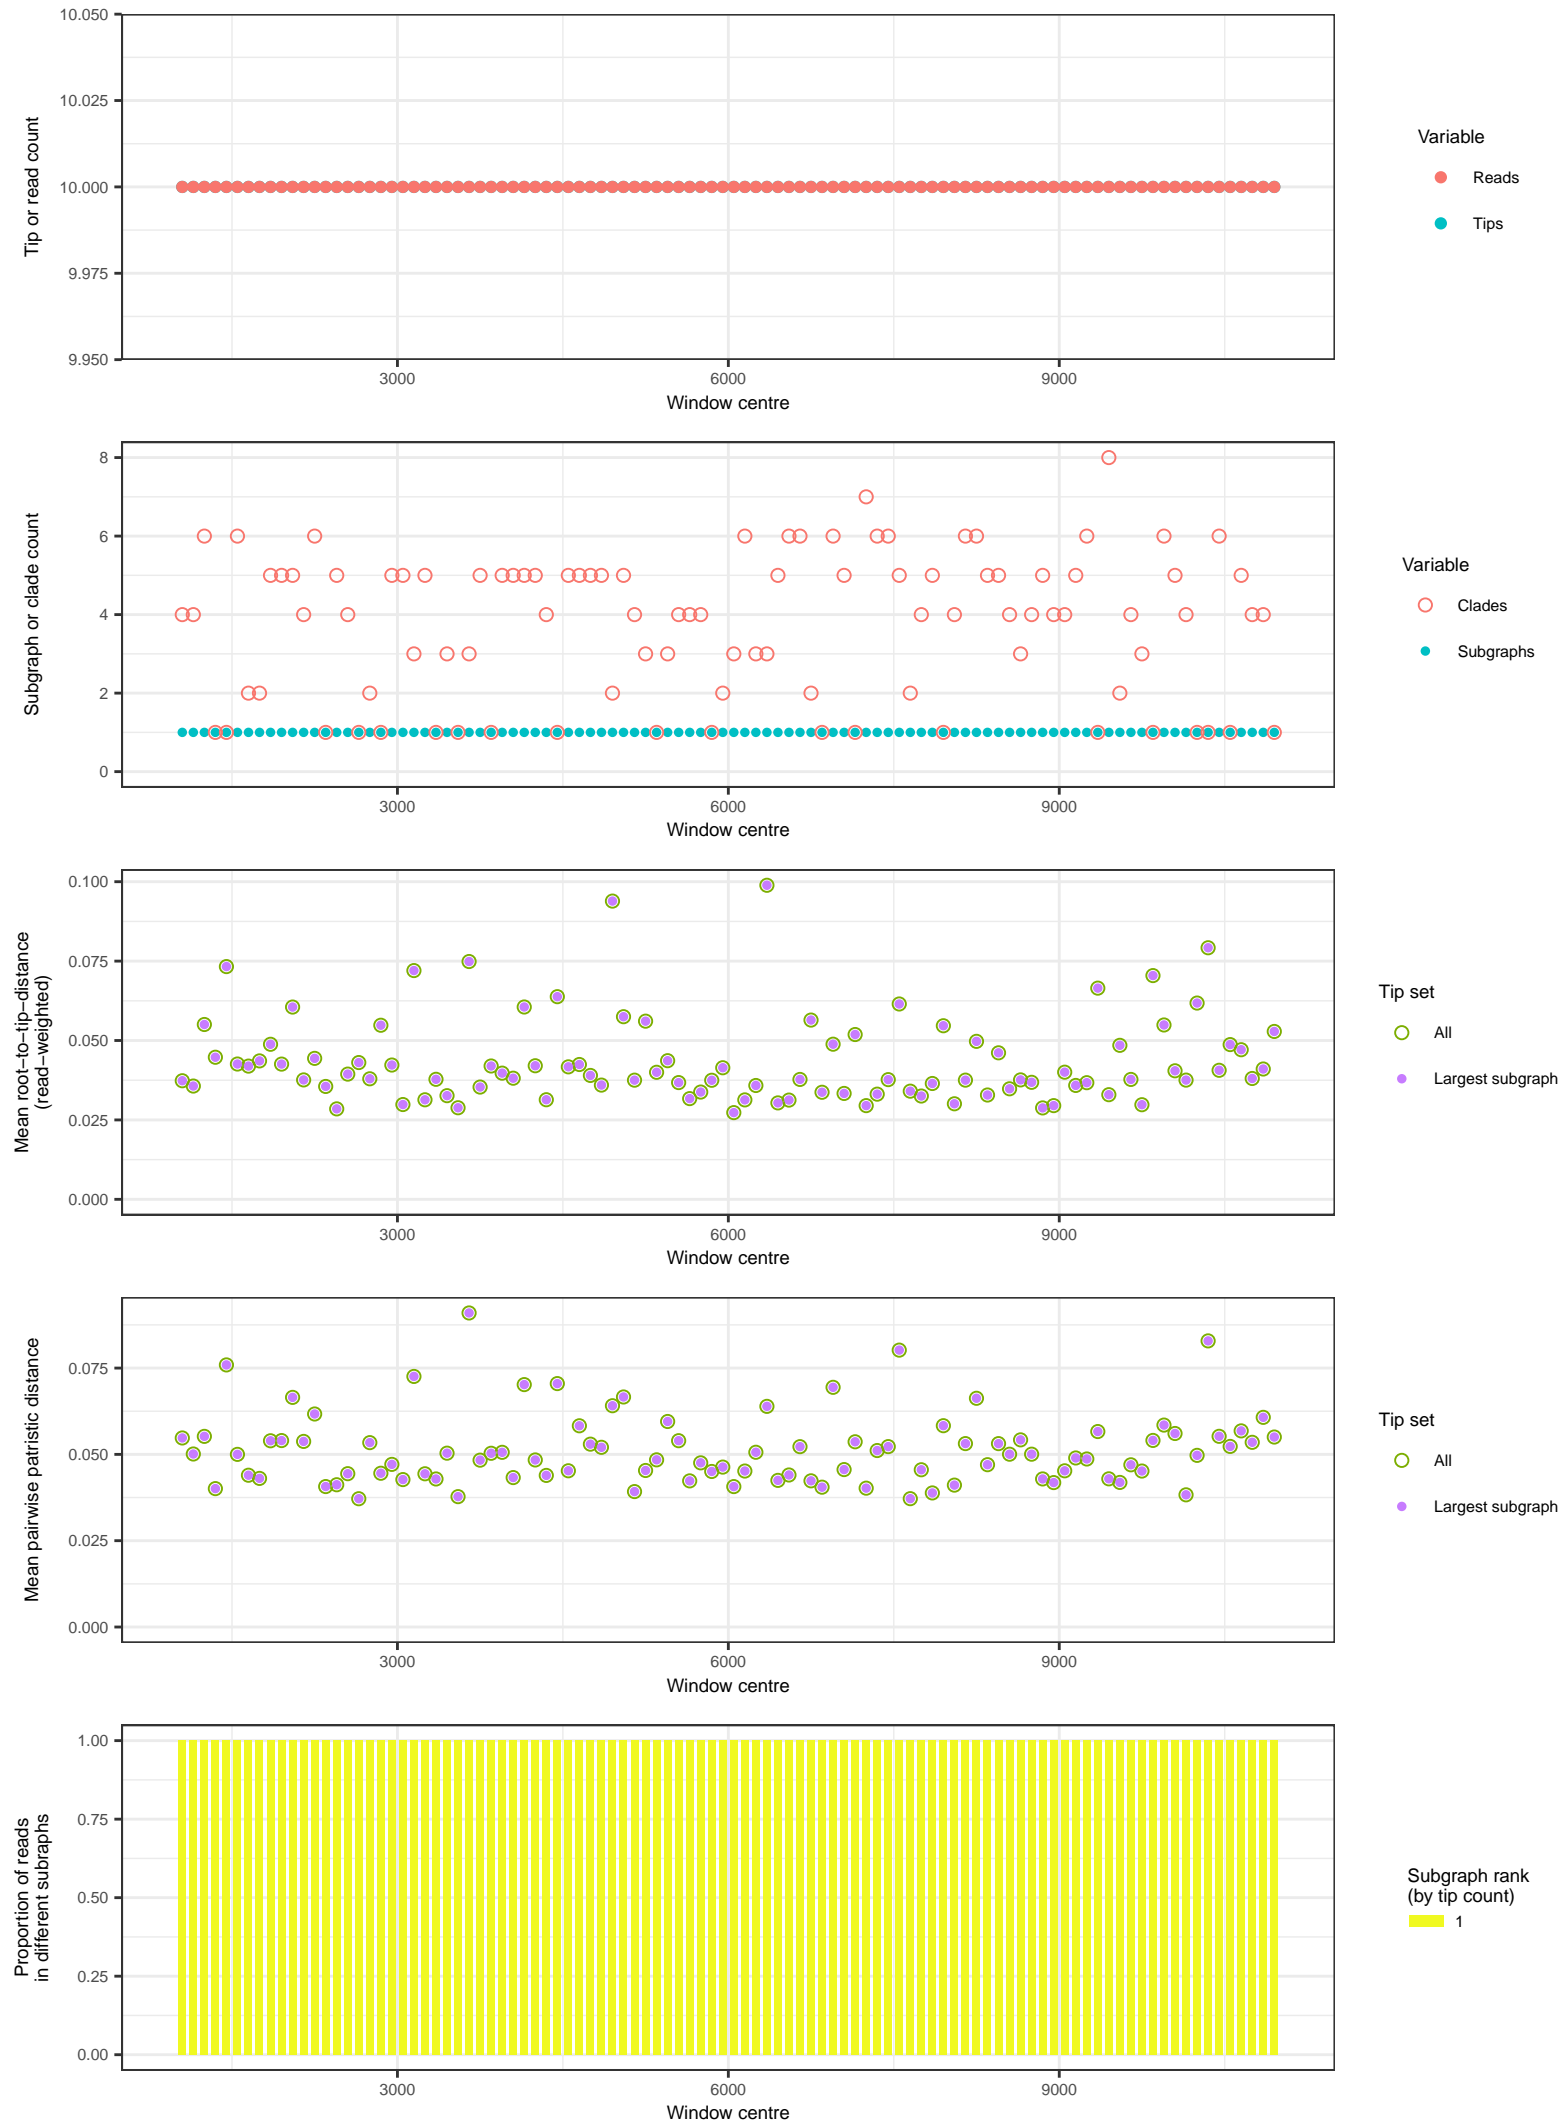 10.050
10.025
10.000
9.975
9.950
Tip or read count
3000 6000 9000
Window centre
Variable
Reads
Tips
8
6
4
2
0
Subgraph or clade count
3000 6000 9000
Window centre
Variable
Clades
Subgraphs
0.100
0.075
0.050
0.025
0.000
Mean root−to−tip−distance
(read−weighted)
3000 6000 9000
Window centre
Tip set
All
Largest subgraph
0.075
0.050
0.025
0.000
Mean pairwise patristic distance
3000 6000 9000
Window centre
Tip set
All
Largest subgraph
1.00
0.75
0.50
0.25
0.00
Proportion of reads
in different subraphs
3000 6000 9000
Window centre
Subgraph rank
(by tip count)
1